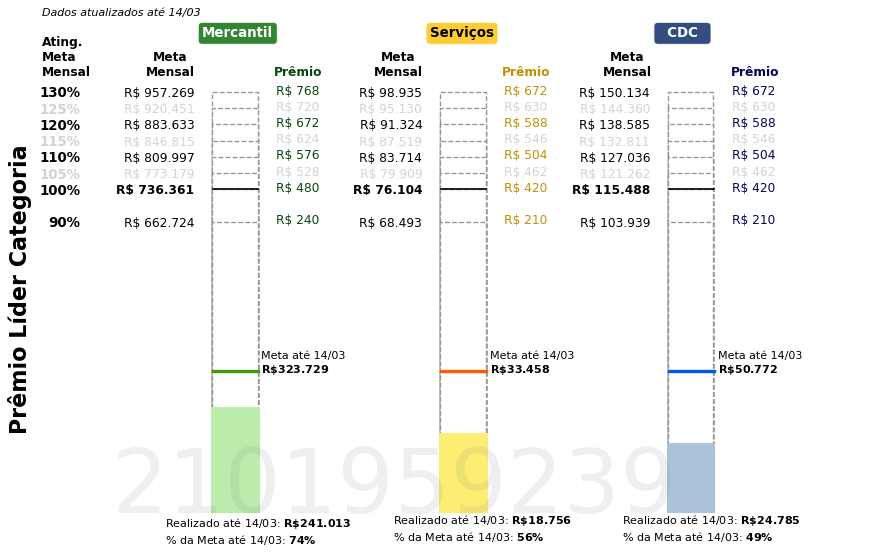 Dados atualizados até 14/03
Mercantil Serviços CDC
Ating.
Meta Meta Meta Meta
Mensal Mensal Prêmio Mensal Prêmio Mensal Prêmio
130% R$ 957.269 R$ 768 R$ 98.935 R$ 672 R$ 150.134 R$ 672
125% R$ 920.451 R$ 720 R$ 95.130 R$ 630 R$ 144.360 R$ 630
120% R$ 883.633 R$ 672 R$ 91.324 R$ 588 R$ 138.585 R$ 588
115% R$ 846.815 R$ 624 R$ 87.519 R$ 546 R$ 132.811 R$ 546
110% R$ 809.997 R$ 576 R$ 83.714 R$ 504 R$ 127.036 R$ 504
105% R$ 773.179 R$ 528 R$ 79.909 R$ 462 R$ 121.262 R$ 462
100% R$ 736.361 R$ 480 R$ 76.104 R$ 420 R$ 115.488 R$ 420
90% R$ 662.724 R$ 240 R$ 68.493 R$ 210 R$ 103.939 R$ 210
Prêmio Líder Categoria
Meta até 14/03 Meta até 14/03 Meta até 14/03
R$323.729 R$33.458 R$50.772
2101959239
Realizado até 14/03: R$241.013 Realizado até 14/03: R$18.756 Realizado até 14/03: R$24.785
% da Meta até 14/03: 74% % da Meta até 14/03: 56% % da Meta até 14/03: 49%